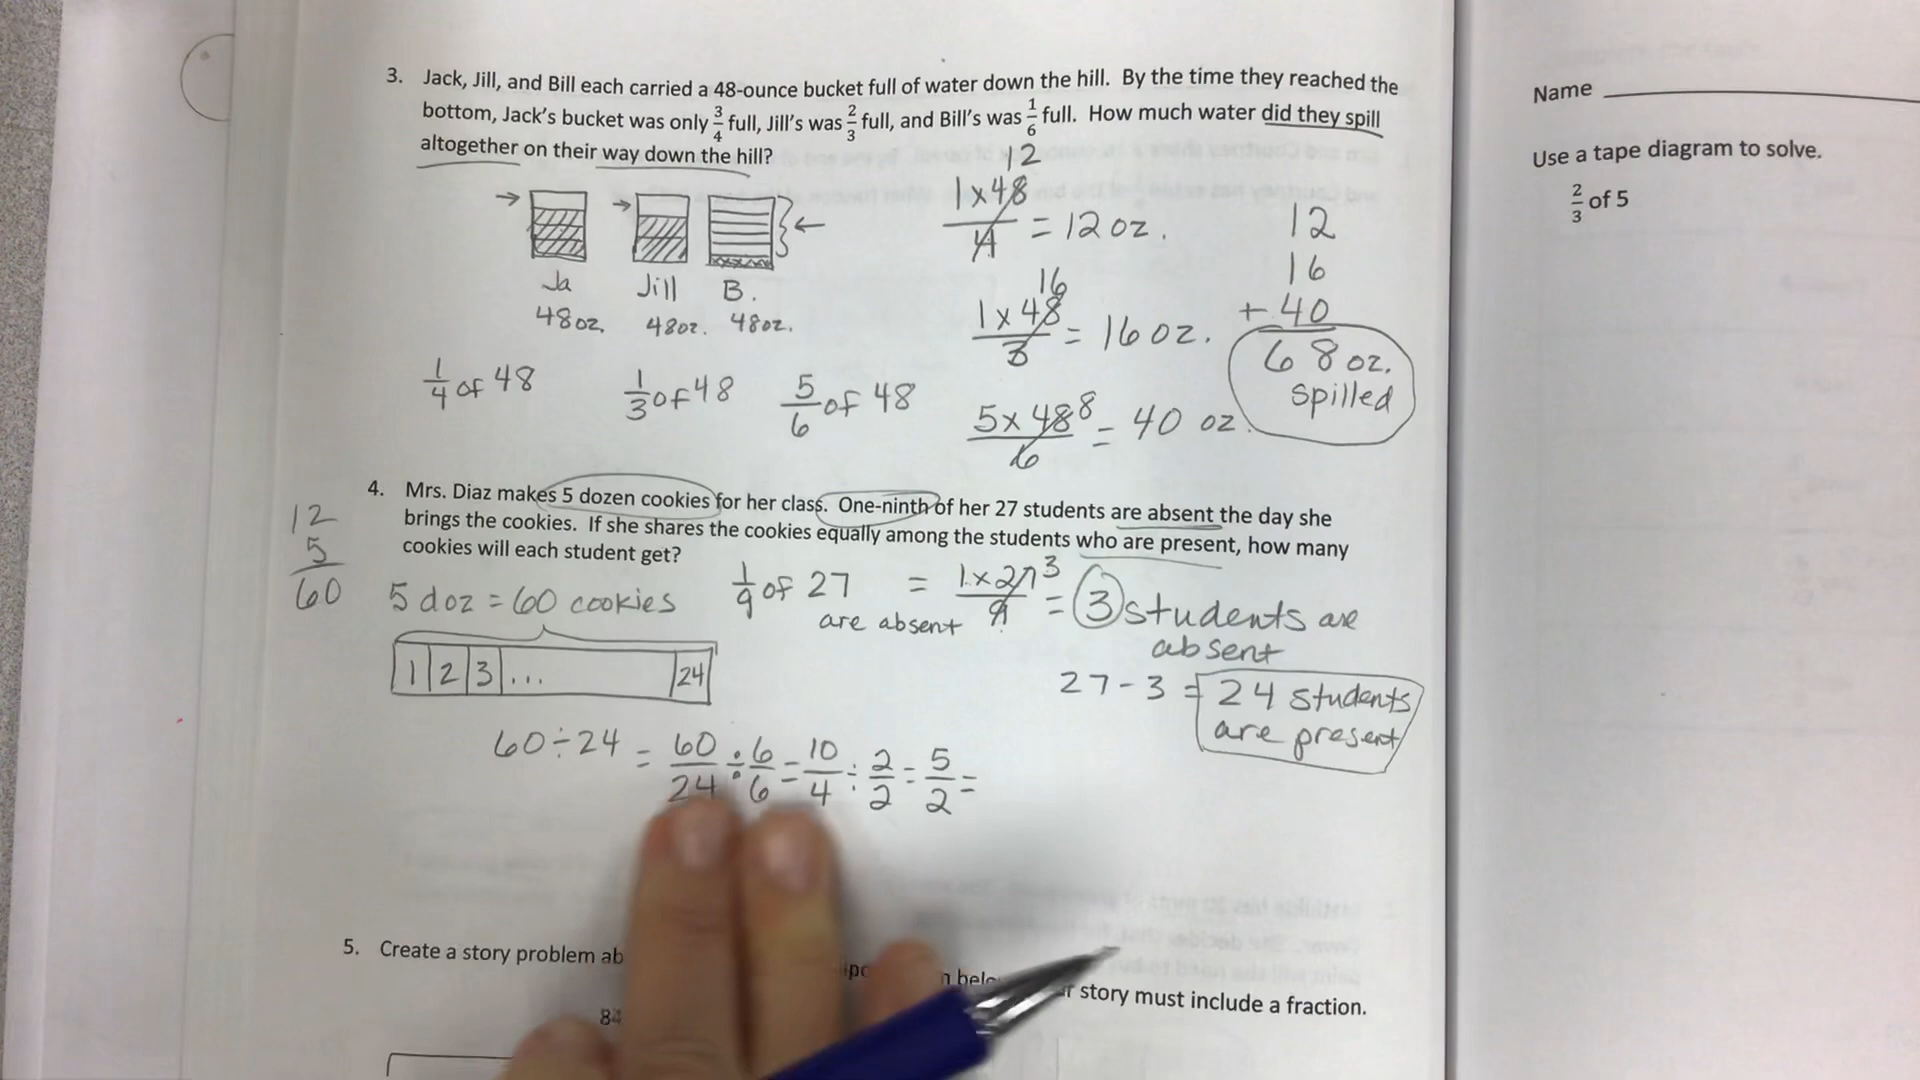 3. Jack, Jill, and Bill each carried a 48-ounce bucket full of water down the hill. By the time they reached the
bottom, Jack's bucket was only 3/4 full, Jill's was 2/3 full, and Bill's was 1/6 full. How much water did they spill
altogether on their way down the hill?
Ja Jill B.
48 oz. 48oz. 48oz.
1/4 of 48 1/3 of 48 5/6 of 48
12
1 x 48
4
= 12 oz.
16
1 x 48
3
= 16 oz.
5 x 48 8
6
= 40 oz.
12
16
+ 40
68 oz.
spilled
4. Mrs. Diaz makes 5 dozen cookies for her class. One-ninth of her 27 students are absent the day she
brings the cookies. If she shares the cookies equally among the students who are present, how many
cookies will each student get?
12
5
60
5 doz = 60 cookies
1 2 3 ... 24
1/9 of 27 = 1 x 27 3 / 9 = 3 students are
are absent
absent
27 - 3 = 24 students
are present
60 ÷ 24 = 60/24 ÷ 6/6 = 10/4 ÷ 2/2 = 5/2 =
5. Create a story problem
story must include a fraction.
Name
Use a tape diagram to solve.
2/3 of 5